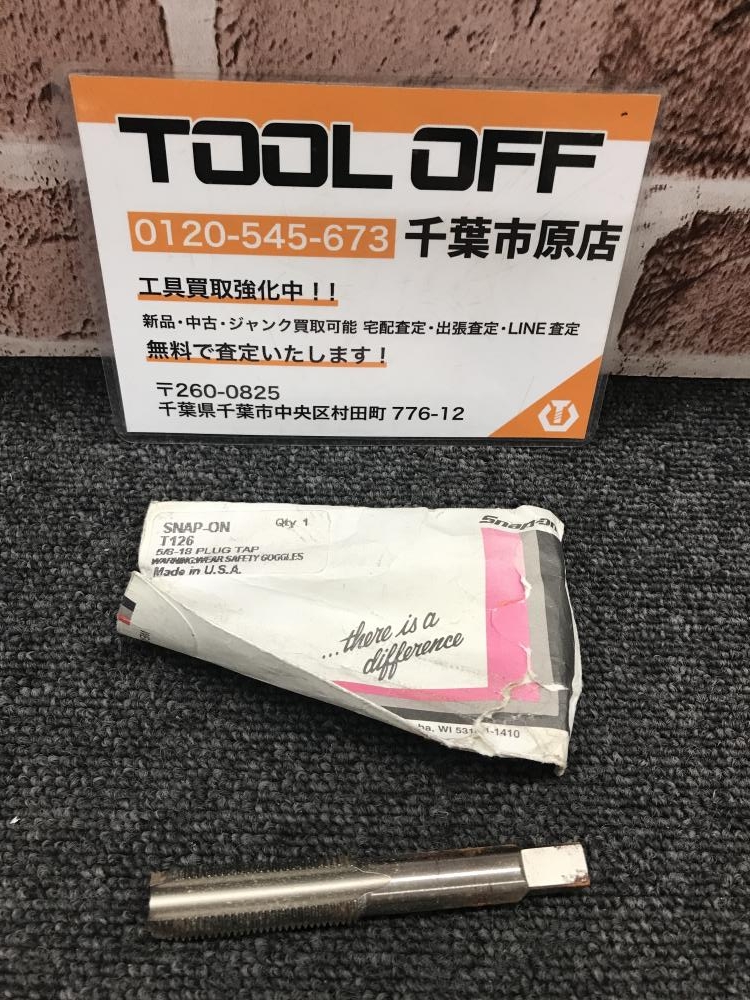 TOOL OFF
0120-545-673 千葉市原店
工具買取強化中！！
新品・中古・ジャンク買取可能 宅配査定・出張査定・LINE査定
無料で査定いたします！
〒260-0825
千葉県千葉市中央区村田町 776-12
SNAP-ON Qty 1
T126
5/8-18 PLUG TAP
WARNING:WEAR SAFETY GOGGLES
Made in U.S.A.
Snap-on
...there is a
difference
WI 1-1410